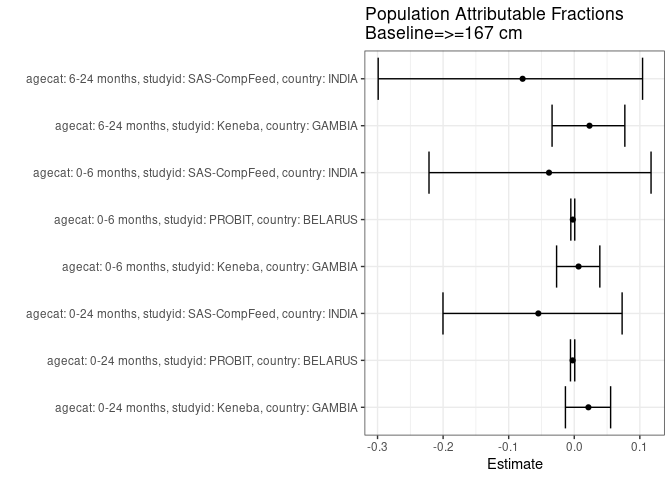 Population Attributable Fractions
Baseline=>=167 cm
agecat: 6-24 months, studyid: SAS-CompFeed, country: INDIA
agecat: 6-24 months, studyid: Keneba, country: GAMBIA
agecat: 0-6 months, studyid: SAS-CompFeed, country: INDIA
agecat: 0-6 months, studyid: PROBIT, country: BELARUS
agecat: 0-6 months, studyid: Keneba, country: GAMBIA
agecat: 0-24 months, studyid: SAS-CompFeed, country: INDIA
agecat: 0-24 months, studyid: PROBIT, country: BELARUS
agecat: 0-24 months, studyid: Keneba, country: GAMBIA
-0.3 -0.2 -0.1 0.0 0.1
Estimate